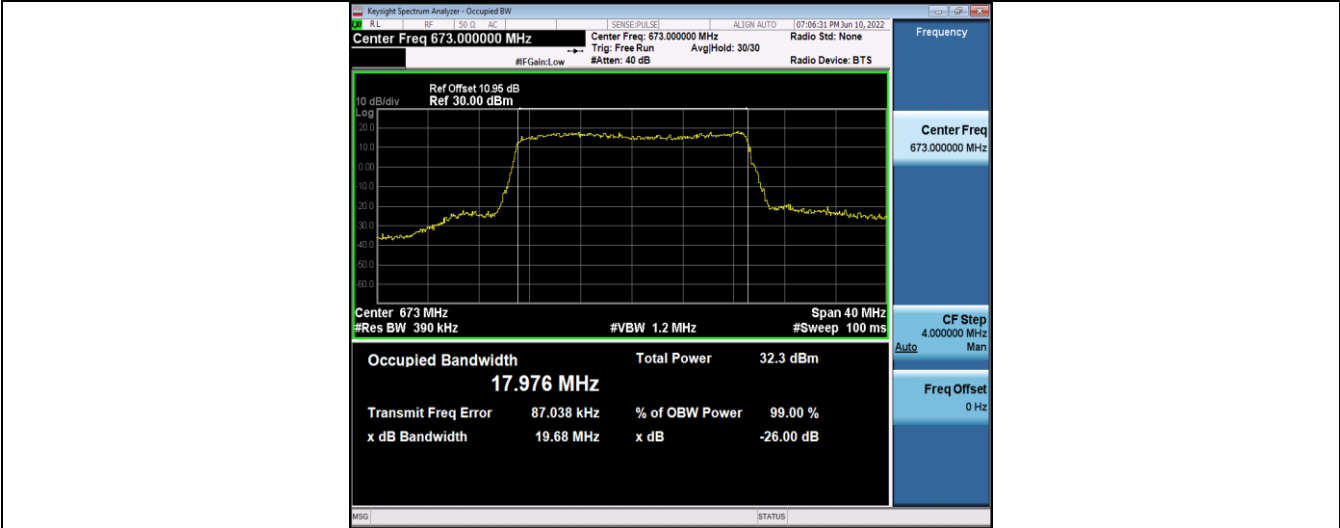 Keysight Spectrum Analyzer - Occupied BW
RL RF 50 Ω AC SENSE:PULSE ALIGN AUTO 07:06:31 PM Jun 10, 2022
Center Freq 673.000000 MHz Center Freq: 673.000000 MHz Radio Std: None
Trig: Free Run Avg|Hold: 30/30
#IFGain:Low #Atten: 40 dB Radio Device: BTS
Frequency
Ref Offset 10.95 dB
10 dB/div Ref 30.00 dBm
Log
20.0
10.0
0.00
-10.0
-20.0
-30.0
-40.0
-50.0
-60.0
Center 673 MHz Span 40 MHz
#Res BW 390 kHz #VBW 1.2 MHz #Sweep 100 ms
Occupied Bandwidth Total Power 32.3 dBm
17.976 MHz
Transmit Freq Error 87.038 kHz % of OBW Power 99.00 %
x dB Bandwidth 19.68 MHz x dB -26.00 dB
Center Freq
673.000000 MHz
CF Step
4.000000 MHz
Auto Man
Freq Offset
0 Hz
MSG STATUS